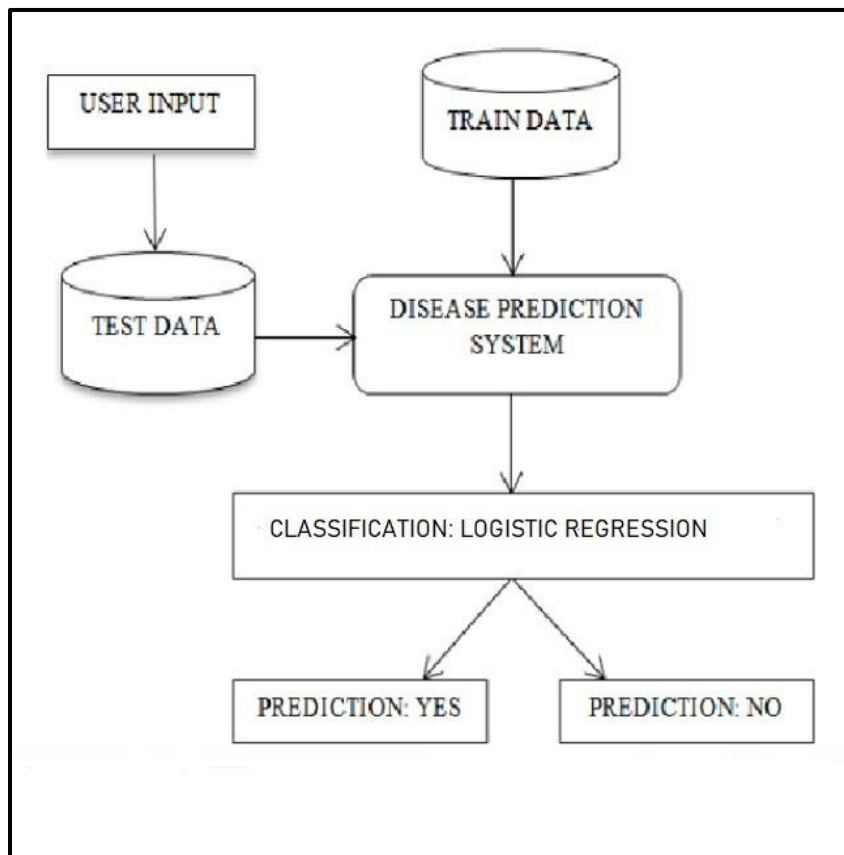 USER INPUT
TRAIN DATA
TEST DATA
DISEASE PREDICTION
SYSTEM
CLASSIFICATION: LOGISTIC REGRESSION
PREDICTION: YES
PREDICTION: NO